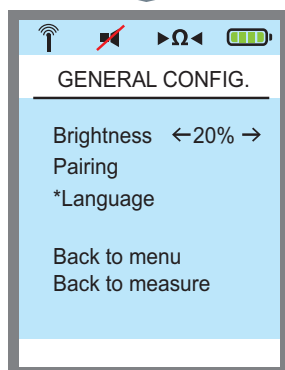 ►Ω◄
GENERAL CONFIG.
Brightness ←20% →
Pairing
*Language
Back to menu
Back to measure